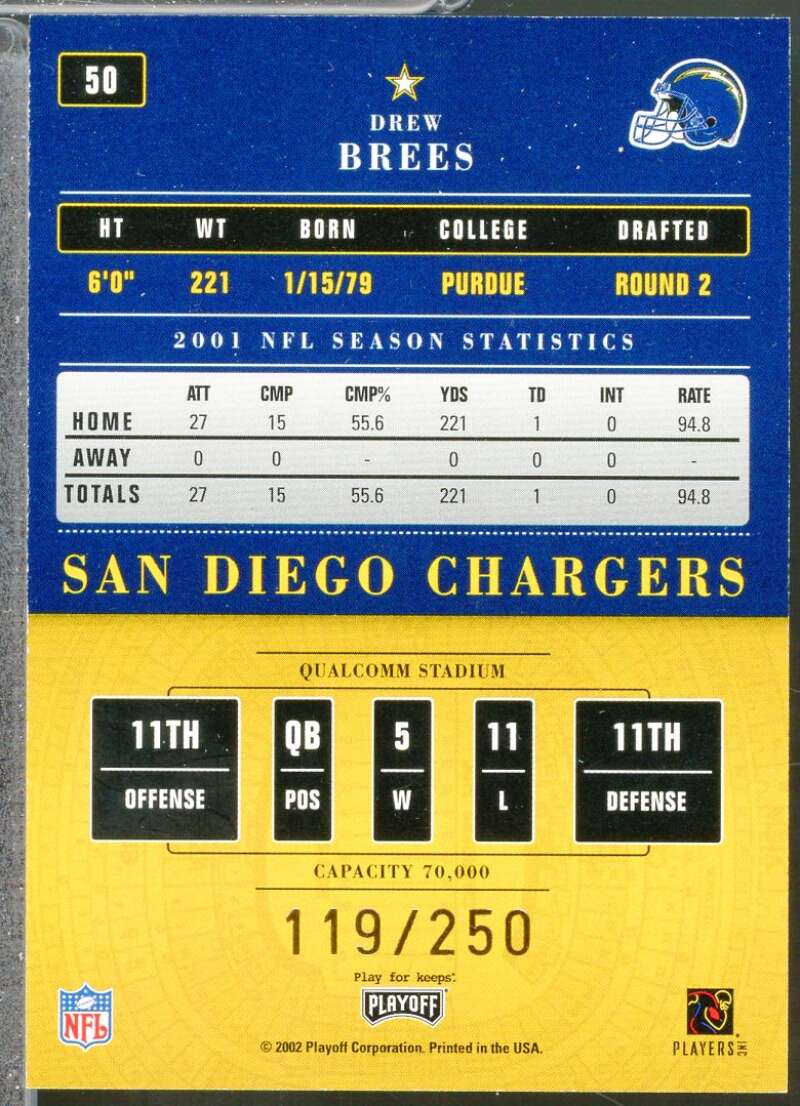 50
DREW
BREES
HT WT BORN COLLEGE DRAFTED
6'0" 221 1/15/79 PURDUE ROUND 2
2001 NFL SEASON STATISTICS
ATT CMP CMP% YDS TD INT RATE
HOME 27 15 55.6 221 1 0 94.8
AWAY 0 0 - 0 0 0 -
TOTALS 27 15 55.6 221 1 0 94.8
SAN DIEGO CHARGERS
QUALCOMM STADIUM
11TH QB 5 11 11TH
OFFENSE POS W L DEFENSE
CAPACITY 70,000
119/250
Play for keeps.™
PLAYOFF
NFL
© 2002 Playoff Corporation. Printed in the USA.
PLAYERS INC